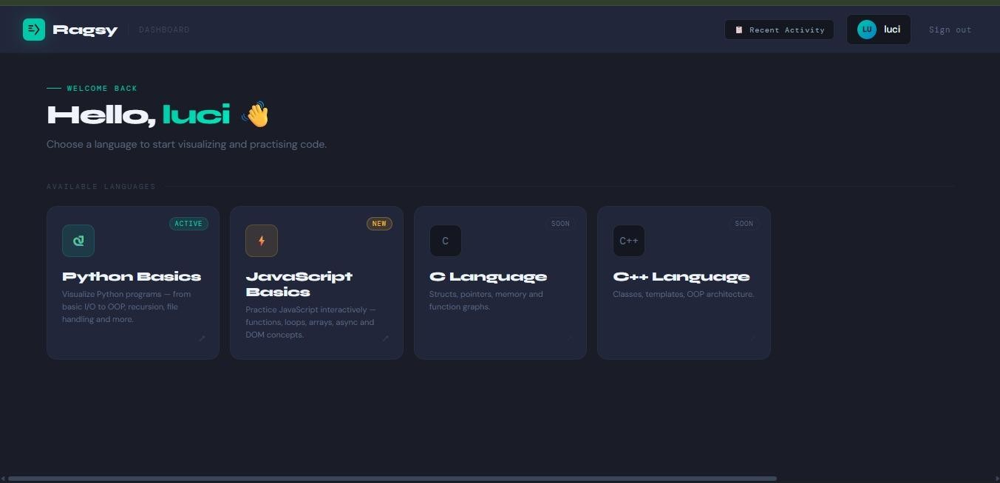 Ragsy
DASHBOARD
Recent Activity
LU
luci
Sign out
WELCOME BACK
Hello, luci 👋
Choose a language to start visualizing and practising code.
AVAILABLE LANGUAGES
ACTIVE
Python Basics
Visualize Python programs — from
basic I/O to OOP, recursion, file
handling and more.
NEW
JavaScript
Basics
Practice JavaScript interactively —
functions, loops, arrays, async and
DOM concepts.
SOON
C
C Language
Structs, pointers, memory and
function graphs.
SOON
C++
C++ Language
Classes, templates, OOP architecture.